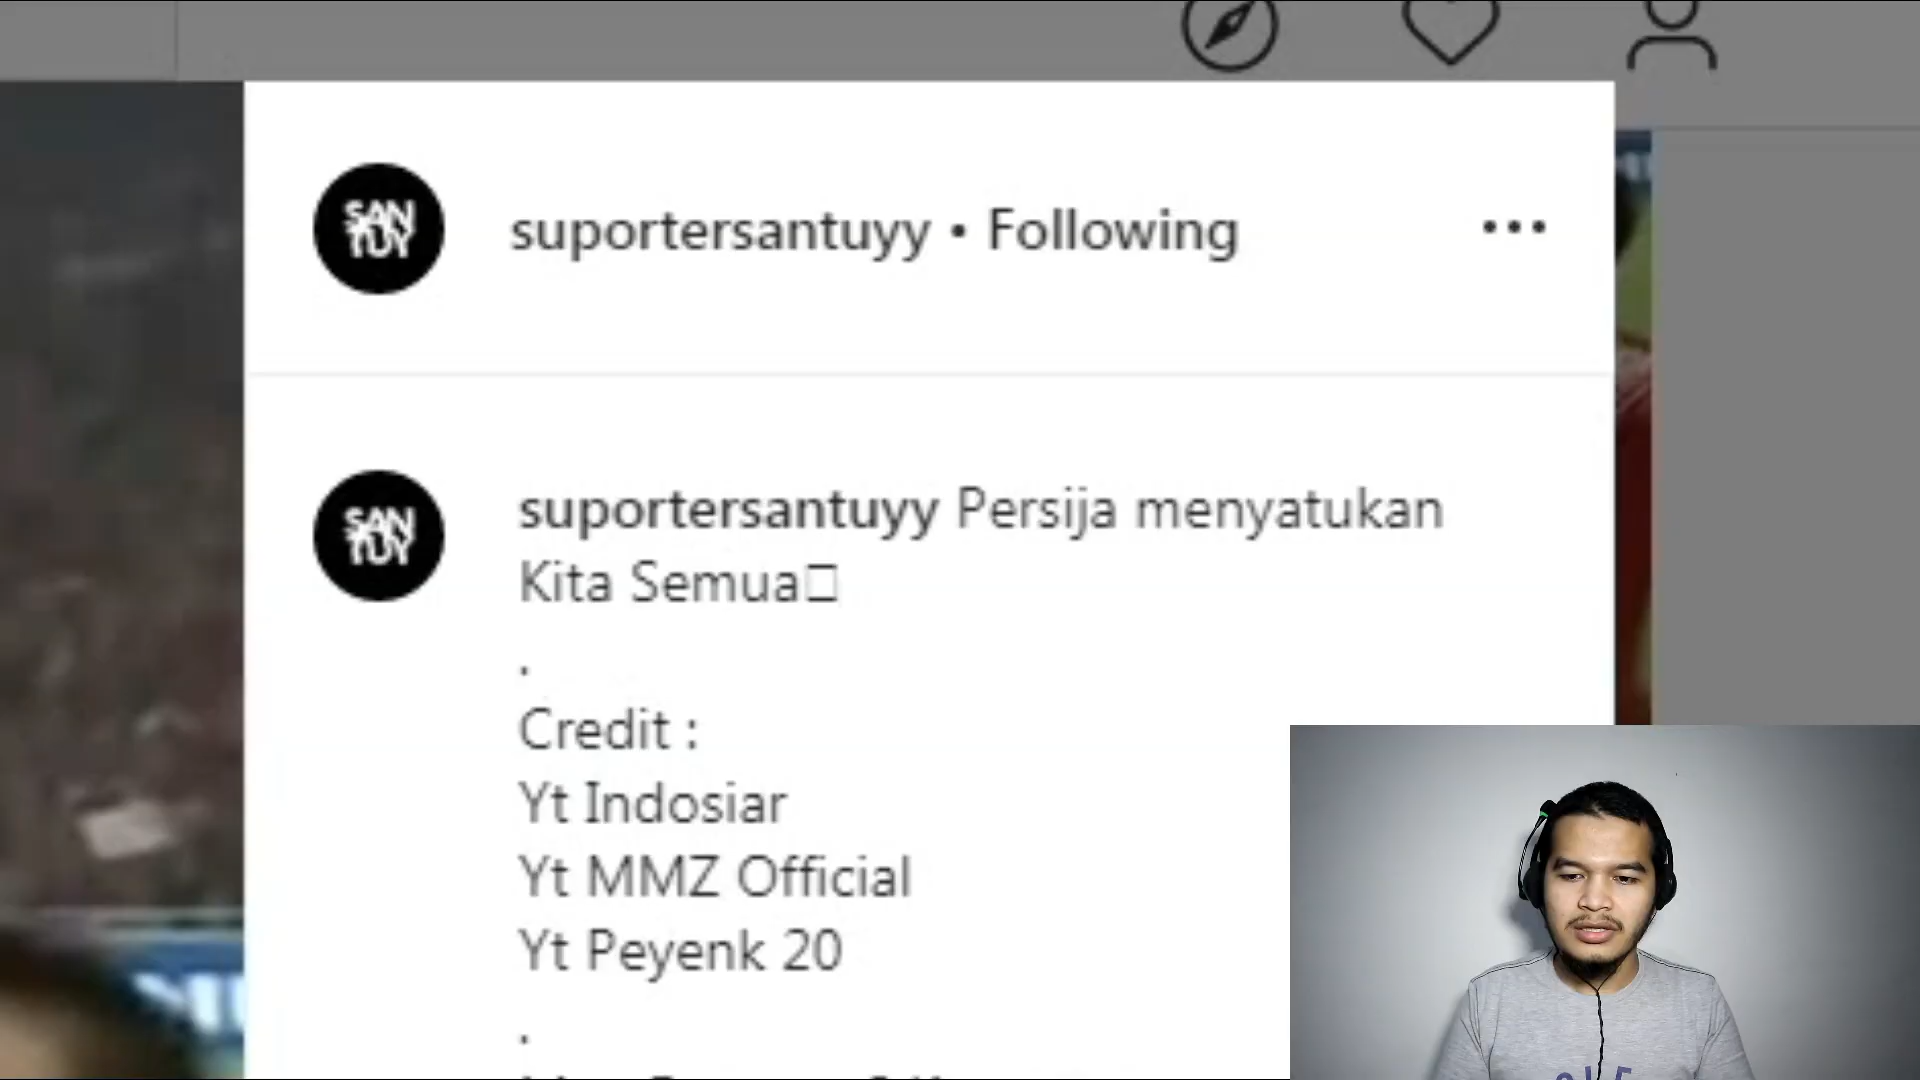 SAN
TUY
suportersantuyy • Following
SAN
TUY
suportersantuyy Persija menyatukan
Kita Semua
.
Credit :
Yt Indosiar
Yt MMZ Official
Yt Peyenk 20
.